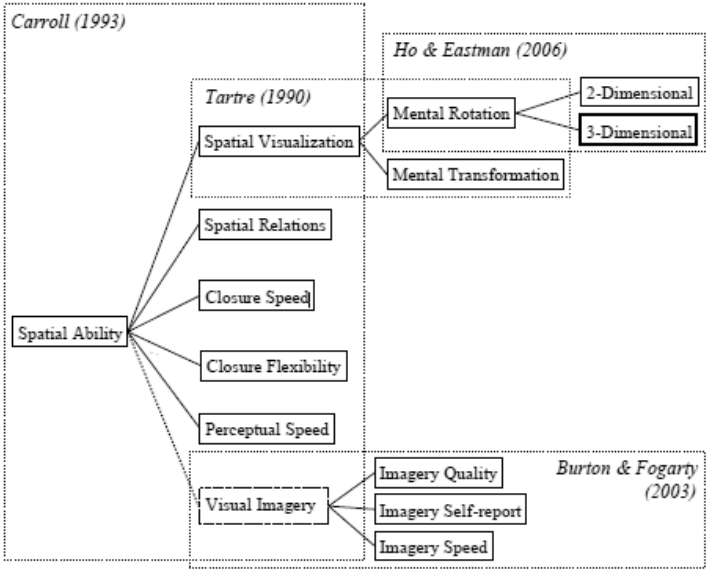 Carroll (1993)
Ho & Eastman (2006)
Tartre (1990)
2-Dimensional
Mental Rotation
3-Dimensional
Spatial Visualization
Mental Transformation
Spatial Relations
Closure Speed
Spatial Ability
Closure Flexibility
Perceptual Speed
Burton & Fogarty
(2003)
Imagery Quality
Visual Imagery
Imagery Self-report
Imagery Speed